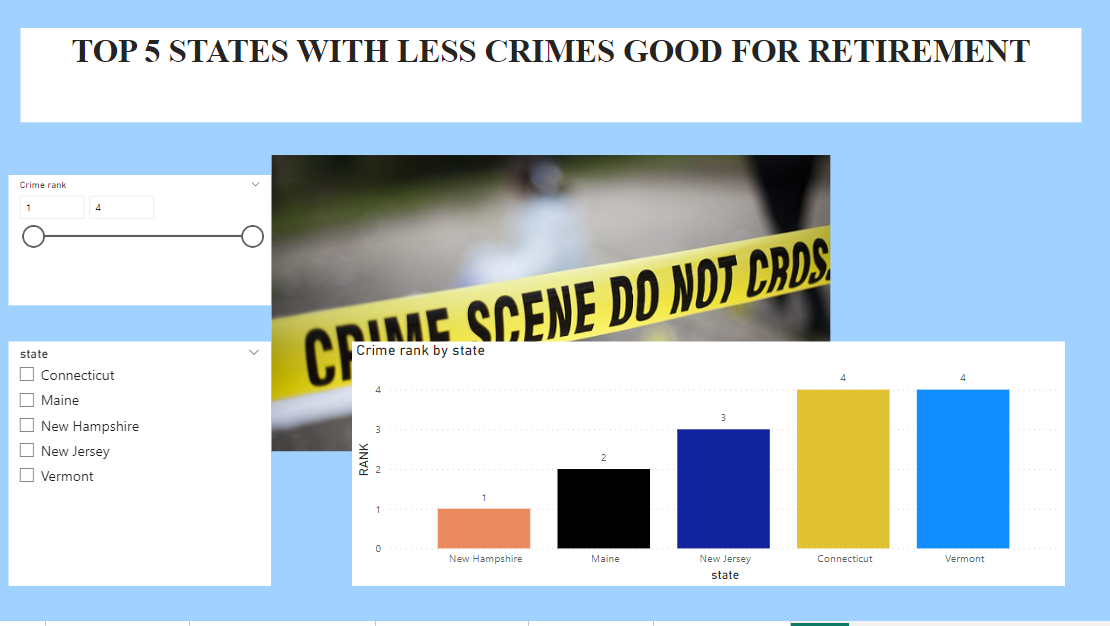 TOP 5 STATES WITH LESS CRIMES GOOD FOR RETIREMENT
Crime rank
1
4
CRIME SCENE DO NOT CROS
state
Connecticut
Maine
New Hampshire
New Jersey
Vermont
Crime rank by state
RANK
4
3
2
1
0
1
2
3
4
4
New Hampshire
Maine
New Jersey
Connecticut
Vermont
state